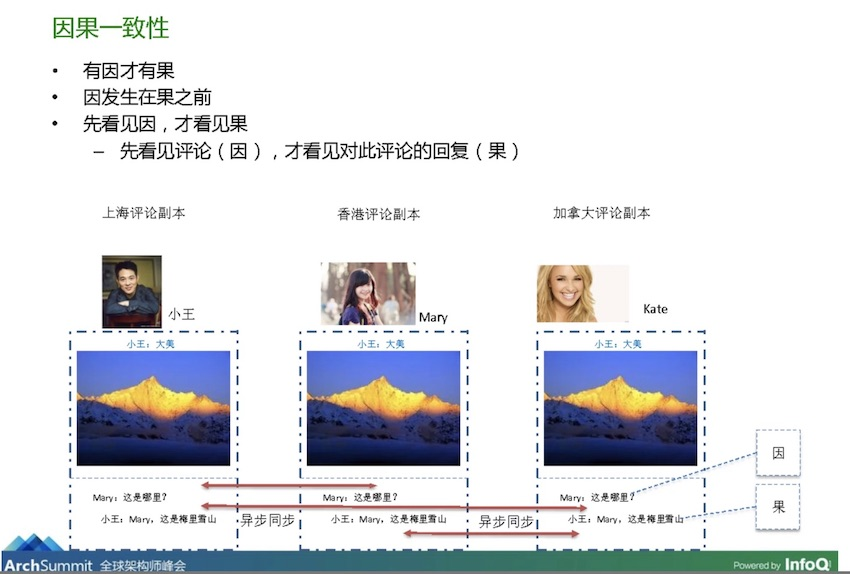 因果一致性
• 有因才有果
• 因发生在果之前
• 先看见因，才看见果
– 先看见评论（因），才看见对此评论的回复（果）
上海评论副本 香港评论副本 加拿大评论副本
小王 Mary Kate
小王：大美 小王：大美 小王：大美
Mary：这是哪里？ Mary：这是哪里？ Mary：这是哪里？
小王：Mary，这是梅里雪山 小王：Mary，这是梅里雪山 小王：Mary，这是梅里雪山
异步同步 异步同步
因
果
ArchSummit 全球架构师峰会
Powered by InfoQ